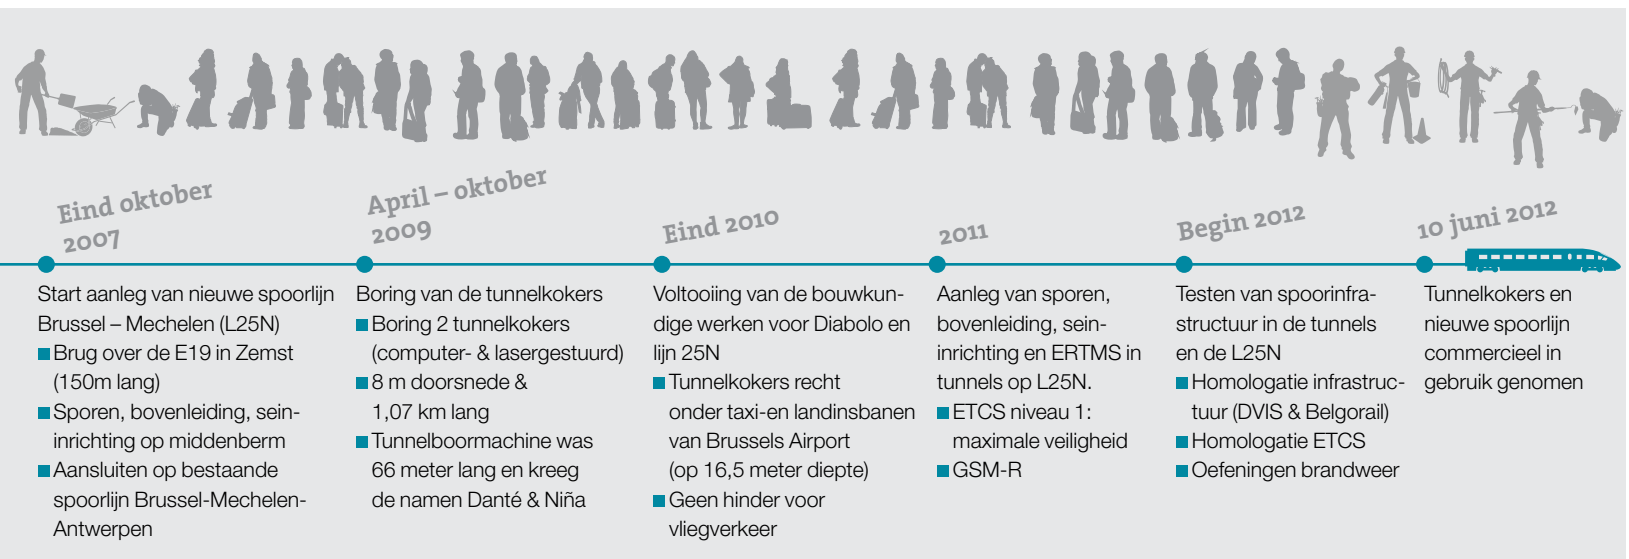 Eind oktober
2007
Start aanleg van nieuwe spoorlijn
Brussel – Mechelen (L25N)
Brug over de E19 in Zemst
(150m lang)
Sporen, bovenleiding, sein-
inrichting op middenberm
Aansluiten op bestaande
spoorlijn Brussel-Mechelen-
Antwerpen
April – oktober
2009
Boring van de tunnelkokers
Boring 2 tunnelkokers
(computer- & lasergestuurd)
8 m doorsnede &
1,07 km lang
Tunnelboormachine was
66 meter lang en kreeg
de namen Danté & Niña
Eind 2010
Voltooiing van de bouwkun-
dige werken voor Diabolo en
lijn 25N
Tunnelkokers recht
onder taxi-en landinsbanen
van Brussels Airport
(op 16,5 meter diepte)
Geen hinder voor
vliegverkeer
2011
Aanleg van sporen,
bovenleiding, sein-
inrichting en ERTMS in
tunnels op L25N.
ETCS niveau 1:
maximale veiligheid
GSM-R
Begin 2012
Testen van spoorinfra-
structuur in de tunnels
en de L25N
Homologatie infrastruc-
tuur (DVIS & Belgorail)
Homologatie ETCS
Oefeningen brandweer
10 juni 2012
Tunnelkokers en
nieuwe spoorlijn
commercieel in
gebruik genomen